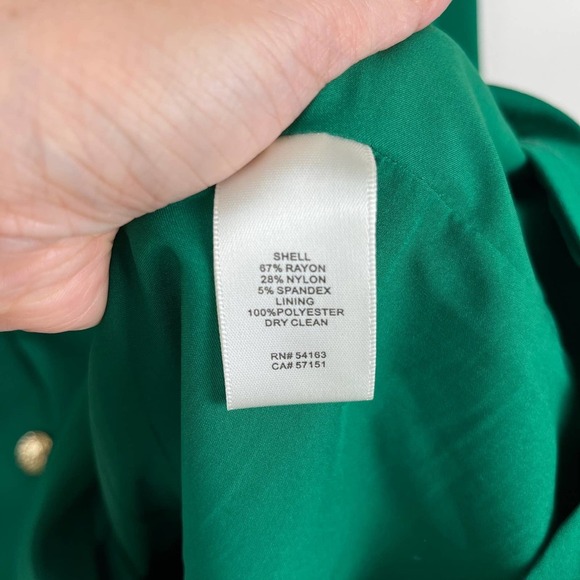 SHELL
67% RAYON
28% NYLON
5% SPANDEX
LINING
100%POLYESTER
DRY CLEAN
RN# 54163
CA# 57151